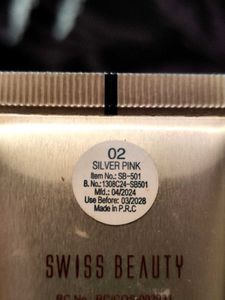 02
SILVER PINK
Item No.: SB-501
B. No.:1308C24-SB501
Mfd.: 04/2024
Use Before: 03/2028
Made in P.R.C
SWISS BEAUTY